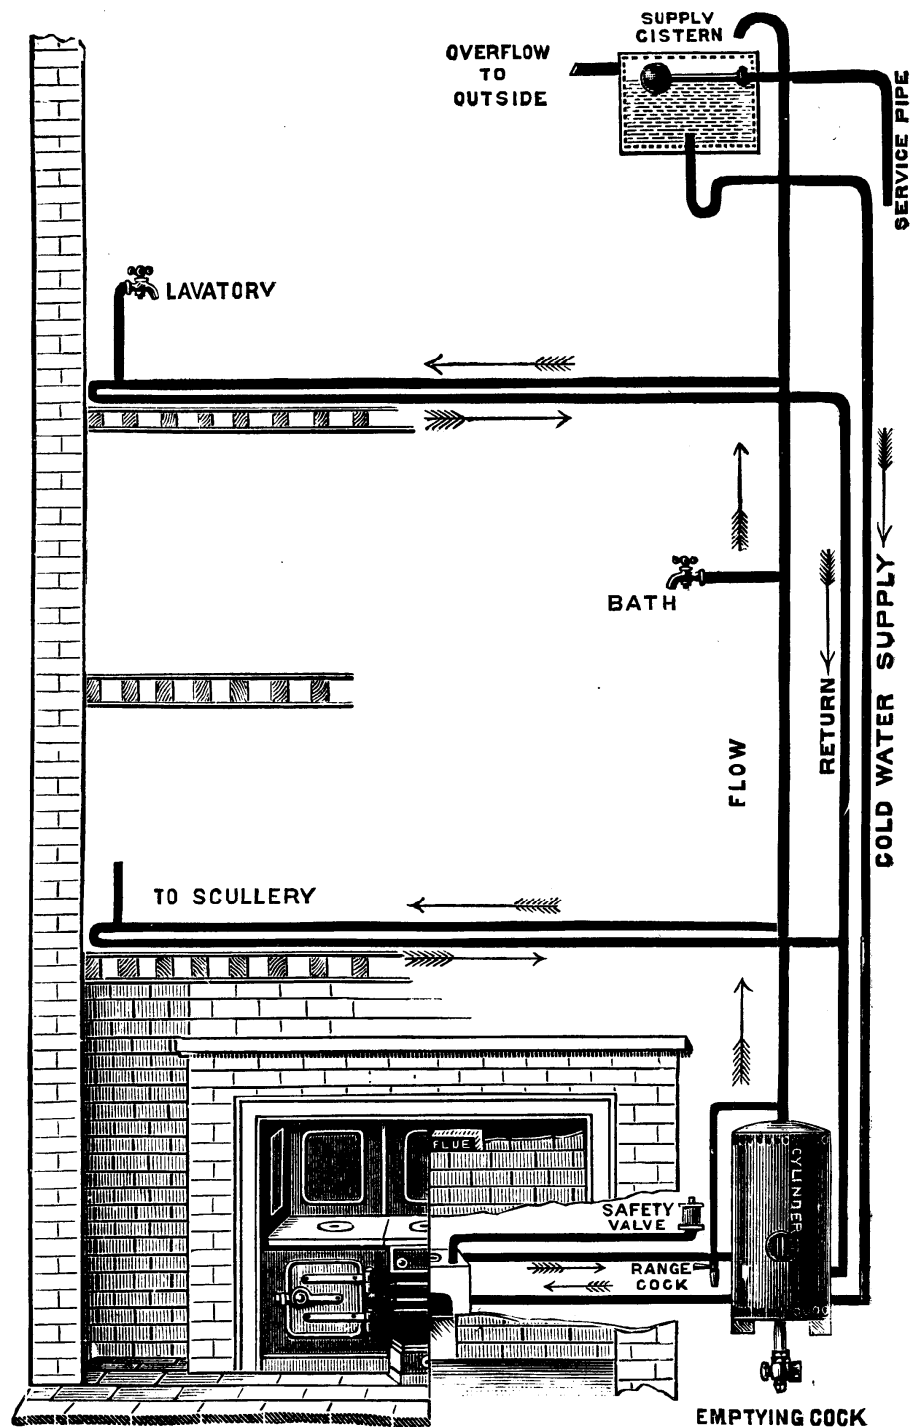 SUPPLY
CISTERN
OVERFLOW
TO
OUTSIDE
SERVICE PIPE
LAVATORY
BATH
COLD WATER SUPPLY
RETURN
FLOW
TO SCULLERY
FLUE
CYLINDER
SAFETY
VALVE
RANGE
COCK
EMPTYING COCK